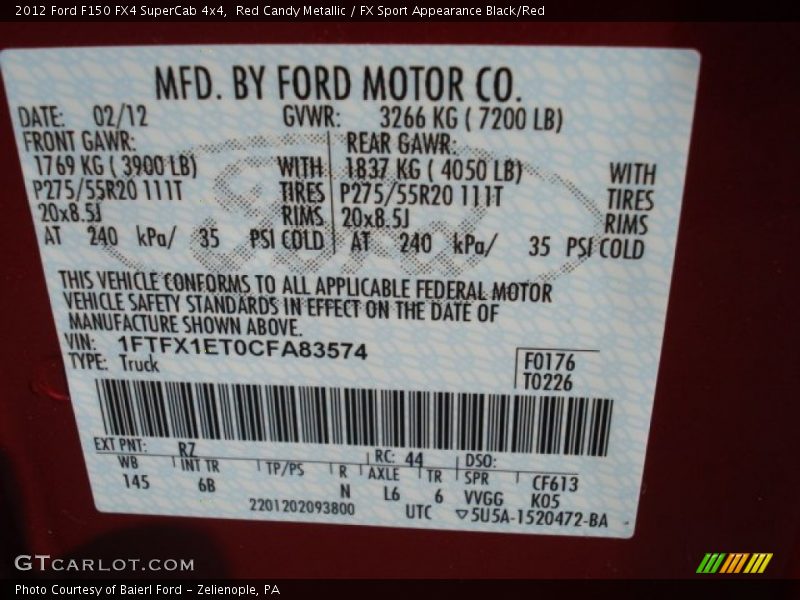 2012 Ford F150 FX4 SuperCab 4x4,  Red Candy Metallic / FX Sport Appearance Black/Red
MFD. BY FORD MOTOR CO.
DATE: 02/12 GVWR: 3266 KG ( 7200 LB)
FRONT GAWR: REAR GAWR:
1769 KG ( 3900 LB) WITH 1837 KG ( 4050 LB) WITH
P275/55R20 111T TIRES P275/55R20 111T TIRES
20x8.5J RIMS 20x8.5J RIMS
AT 240 kPa/ 35 PSI COLD AT 240 kPa/ 35 PSI COLD
Ford
THIS VEHICLE CONFORMS TO ALL APPLICABLE FEDERAL MOTOR
VEHICLE SAFETY STANDARDS IN EFFECT ON THE DATE OF
MANUFACTURE SHOWN ABOVE.
VIN: 1FTFX1ET0CFA83574
TYPE: Truck
F0176
T0226
EXT PNT: RZ RC: 44 DSO:
WB INT TR TP/PS R AXLE TR SPR CF613
145 6B N L6 6 VVGG K05
2201202093800 UTC ▽5U5A-1520472-BA
GTCARLOT.COM
Photo Courtesy of Baierl Ford - Zelienople, PA